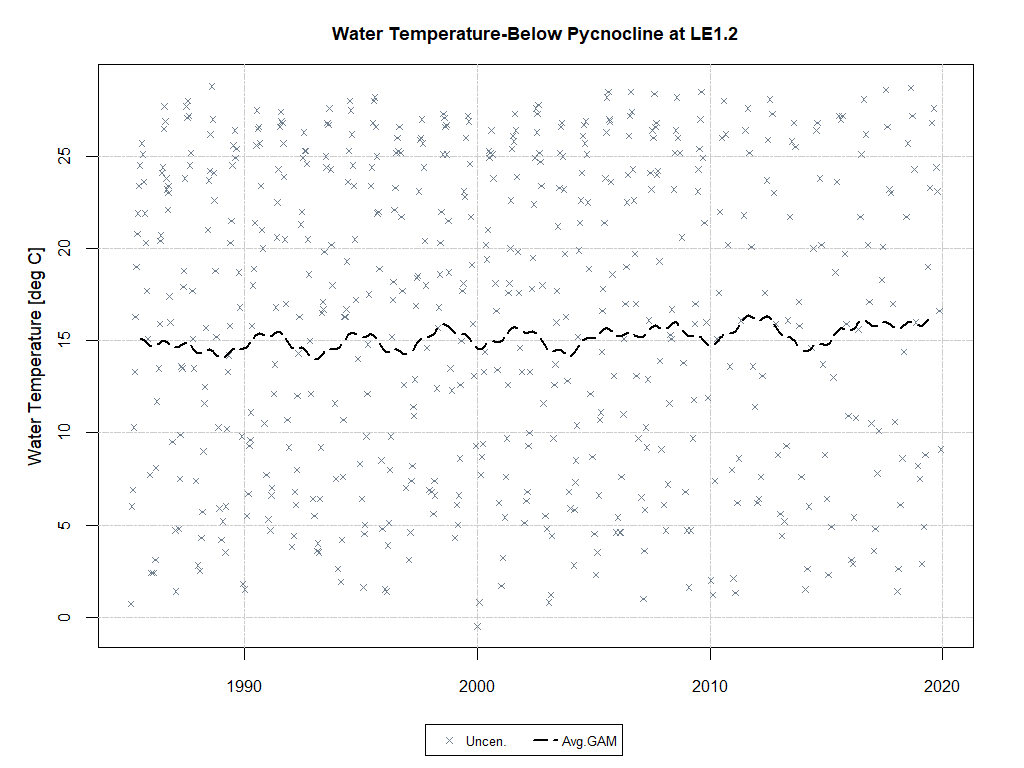 Water Temperature-Below Pycnocline at LE1.2
Water Temperature [deg C]
25
20
15
10
5
0
1990
2000
2010
2020
Uncen.
Avg.GAM